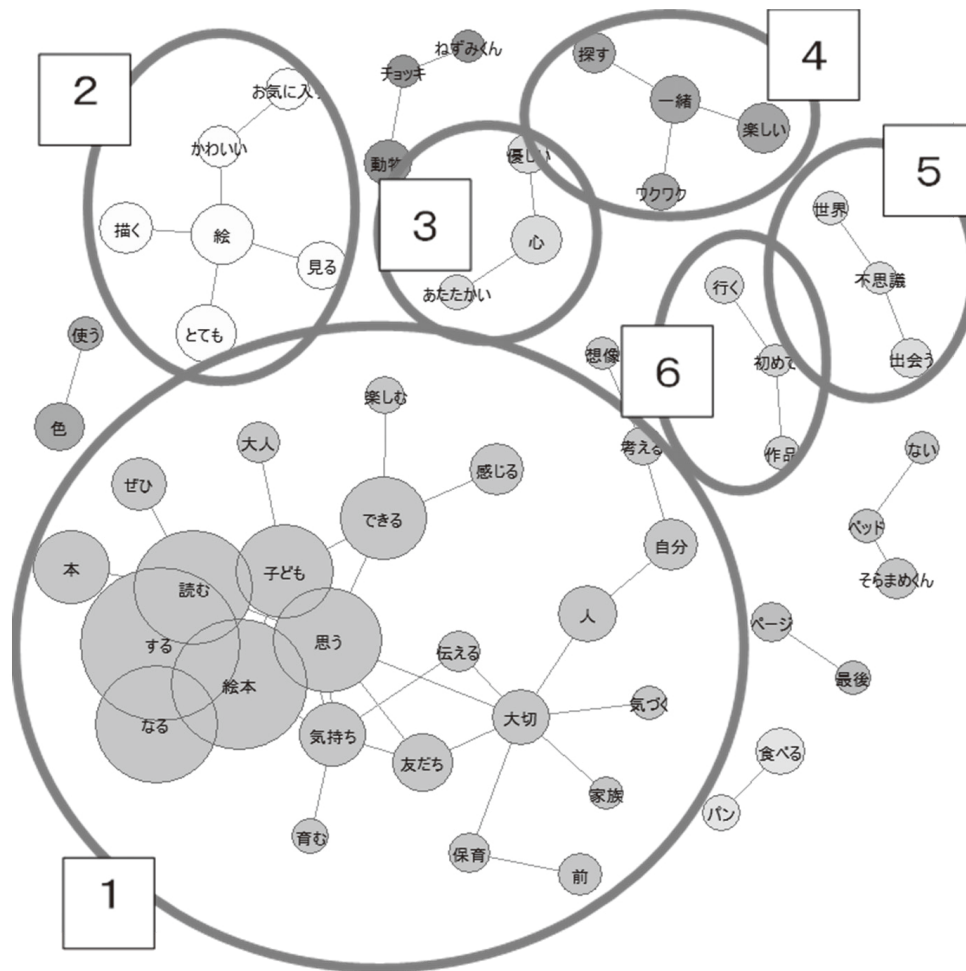 ねずみくん
チョッキ
動物
2
お気に入
かわいい
描く
絵
見る
とても
4
探す
一緒
楽しい
ワクワク
3
優しい
心
あたたかい
5
世界
不思議
出会う
6
行く
初めて
作品
使う
色
想像
考える
自分
人
楽しむ
大人
感じる
ぜひ
できる
本
読む
子ども
する
思う
絵本
なる
伝える
気持ち
友だち
大切
気づく
家族
育む
保育
前
1
ない
ベッド
そらまめくん
ページ
最後
食べる
パン